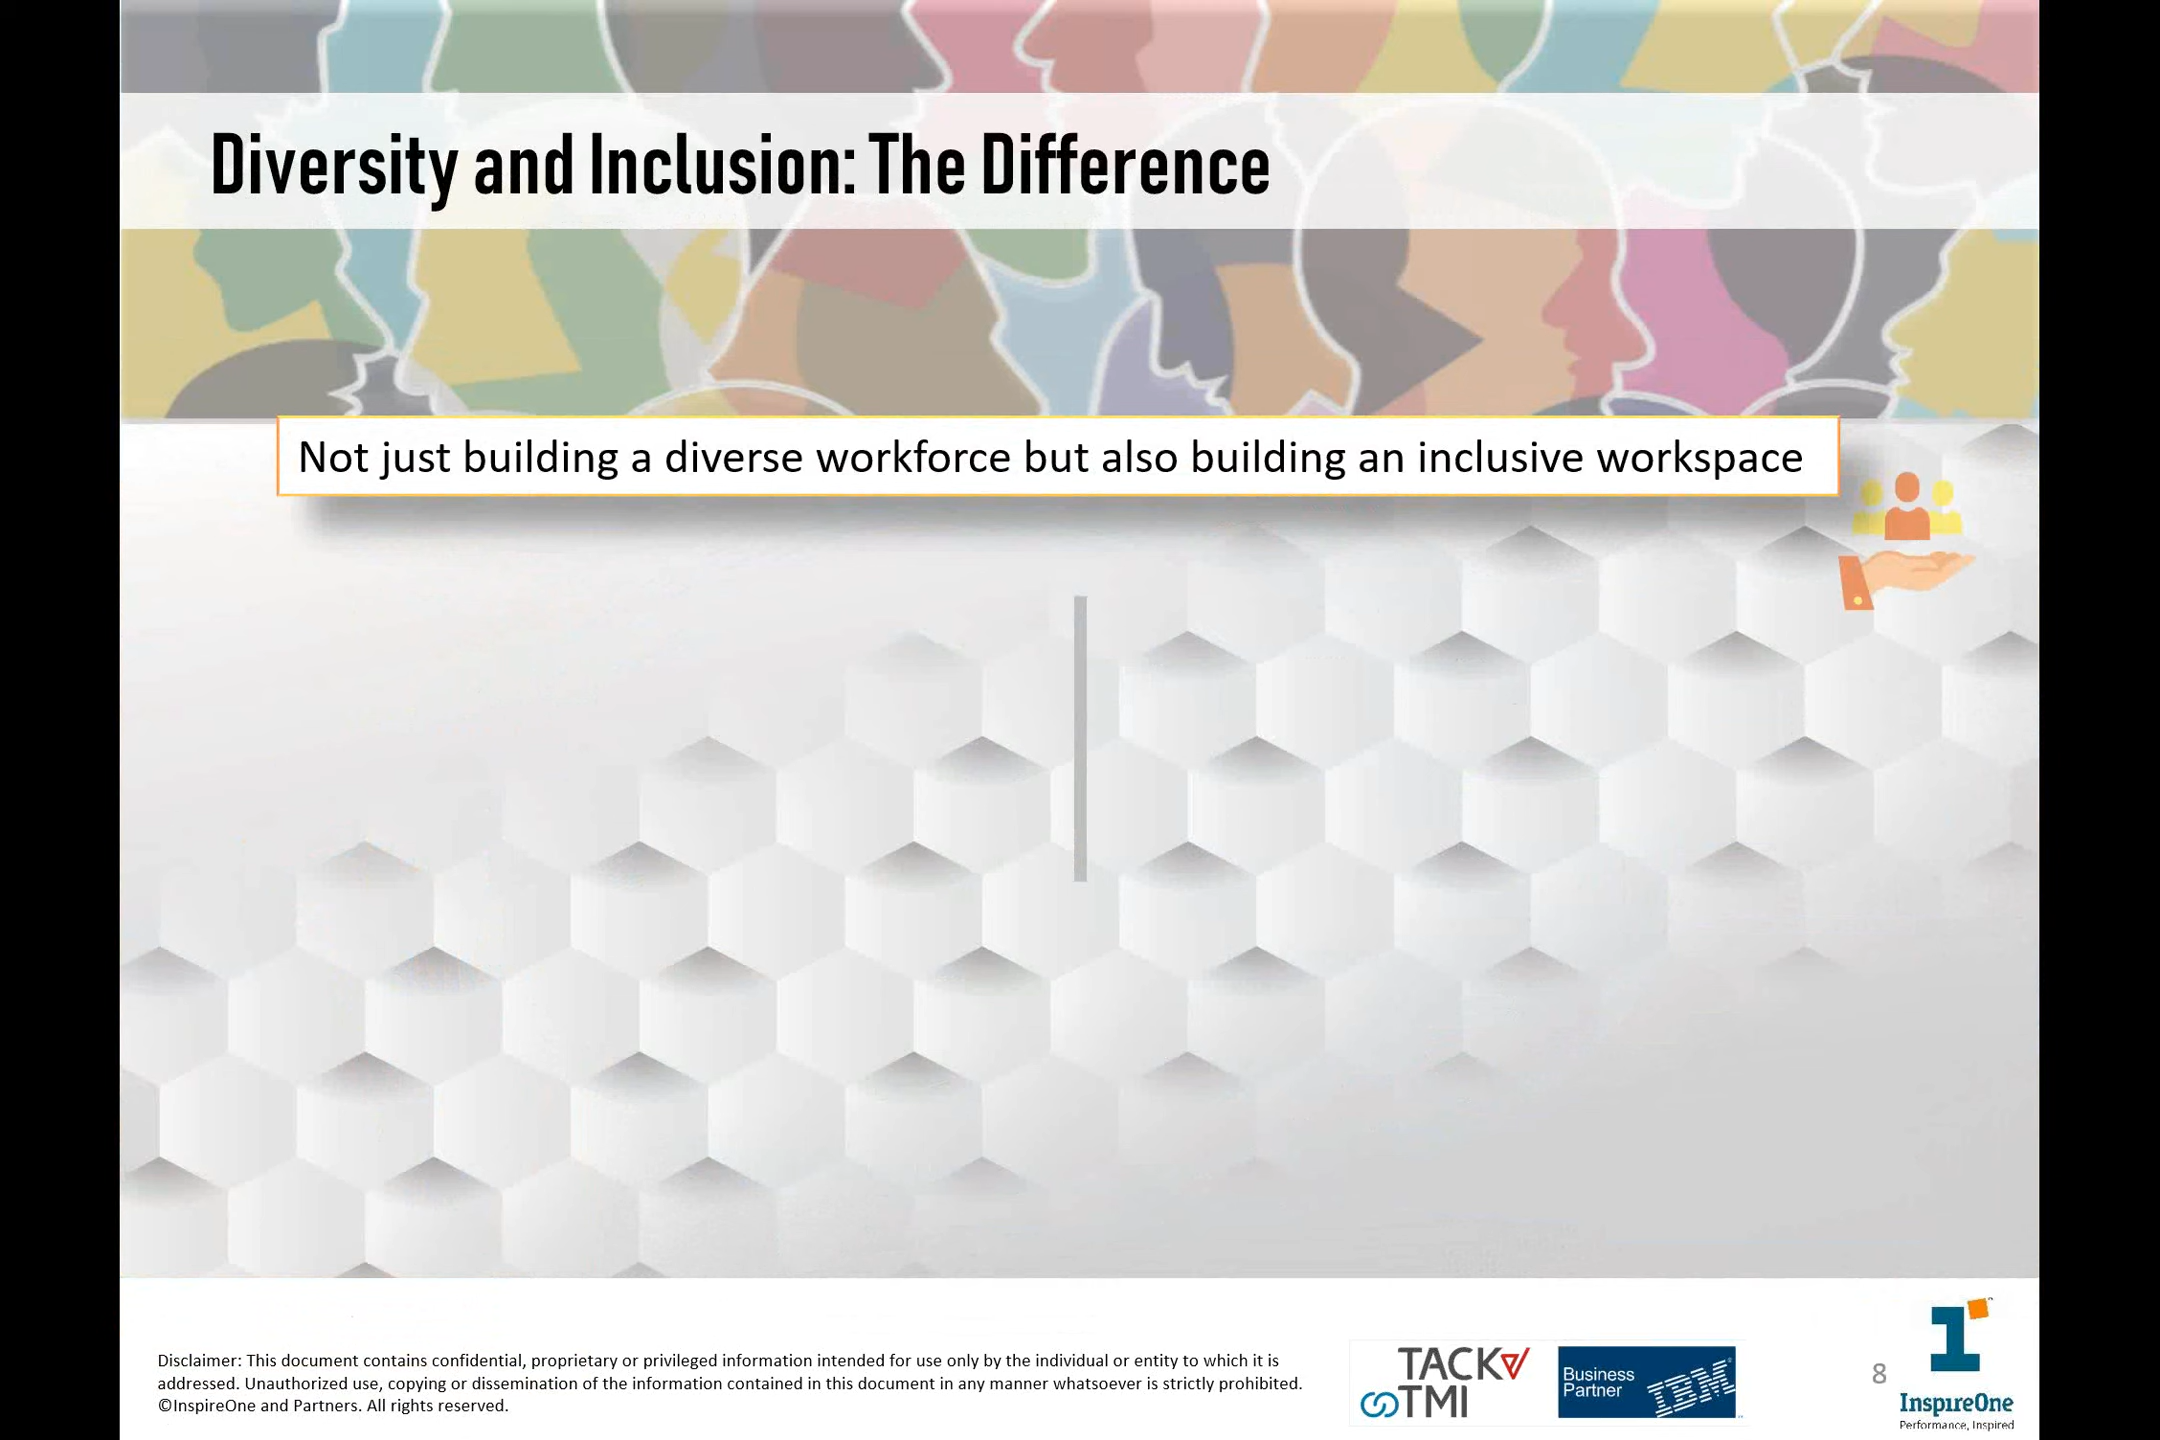 Diversity and Inclusion: The Difference
Not just building a diverse workforce but also building an inclusive workspace
Disclaimer: This document contains confidential, proprietary or privileged information intended for use only by the individual or entity to which it is
addressed. Unauthorized use, copying or dissemination of the information contained in this document in any manner whatsoever is strictly prohibited.
©InspireOne and Partners. All rights reserved.
TACK
TMI
Business
Partner
IBM
8
InspireOne
Performance, Inspired